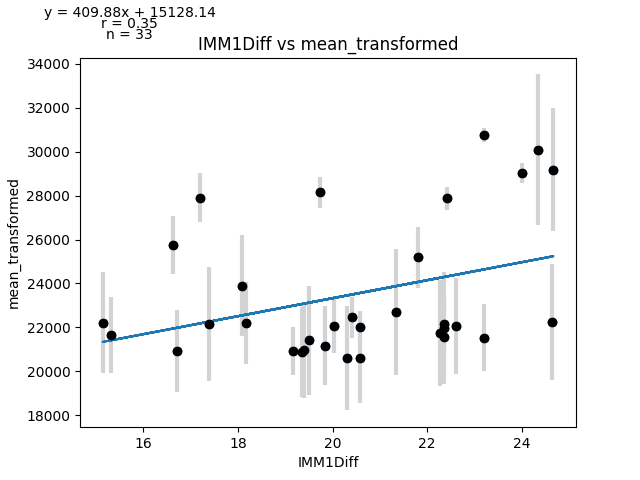 y = 409.88x + 15128.14
r = 0.35
n = 33
IMM1Diff vs mean_transformed
34000
32000
30000
28000
26000
24000
22000
20000
18000
mean_transformed
16
18
20
22
24
IMM1Diff